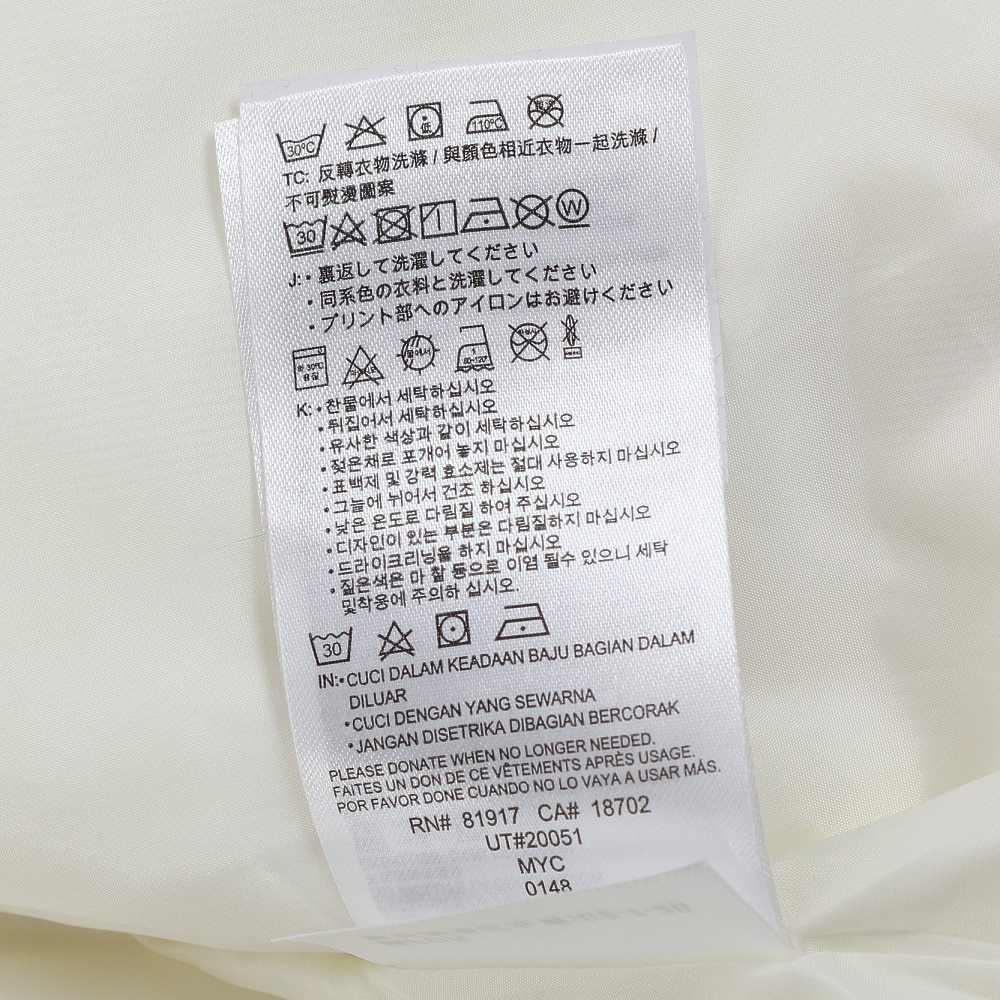 30°C 低 110°C 乾洗
TC: 反轉衣物洗滌 / 與顏色相近衣物一起洗滌 /
不可熨燙圖案
30 W
J:・裏返して洗濯してください
・同系色の衣料と洗濯してください
・プリント部へのアイロンはお避けください
약 30°C 중성 옷걸이 1 80~120°C 드라이
K:•찬물에서 세탁하십시오
•뒤집어서 세탁하십시오
•유사한 색상과 같이 세탁하십시오
•젖은채로 포개어 놓지 마십시오
•표백제 및 강력 효소제는 절대 사용하지 마십시오
•그늘에 뉘어서 건조 하십시오
•낮은 온도로 다림질 하여 주십시오
•디자인이 있는 부분은 다림질하지 마십시오
•드라이크리닝을 하지 마십시오
•짙은색은 마 찰 등으로 이염 될수 있으니 세탁
및착용에 주의하 십시오.
30
IN:•CUCI DALAM KEADAAN BAJU BAGIAN DALAM
DILUAR
•CUCI DENGAN YANG SEWARNA
•JANGAN DISETRIKA DIBAGIAN BERCORAK
PLEASE DONATE WHEN NO LONGER NEEDED.
FAITES UN DON DE CE VÊTEMENTS APRÈS USAGE.
POR FAVOR DONE CUANDO NO LO VAYA A USAR MÁS.
RN# 81917 CA# 18702
UT#20051
MYC
0148